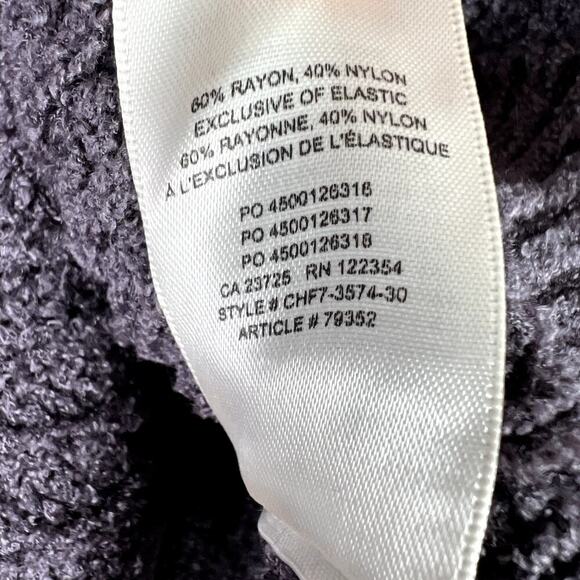 60% RAYON, 40% NYLON
EXCLUSIVE OF ELASTIC
60% RAYONNE, 40% NYLON
À L'EXCLUSION DE L'ÉLASTIQUE
PO 4500126316
PO 4500126317
PO 4500126318
CA 23725 RN 122354
STYLE # CHF7-3574-30
ARTICLE # 79352